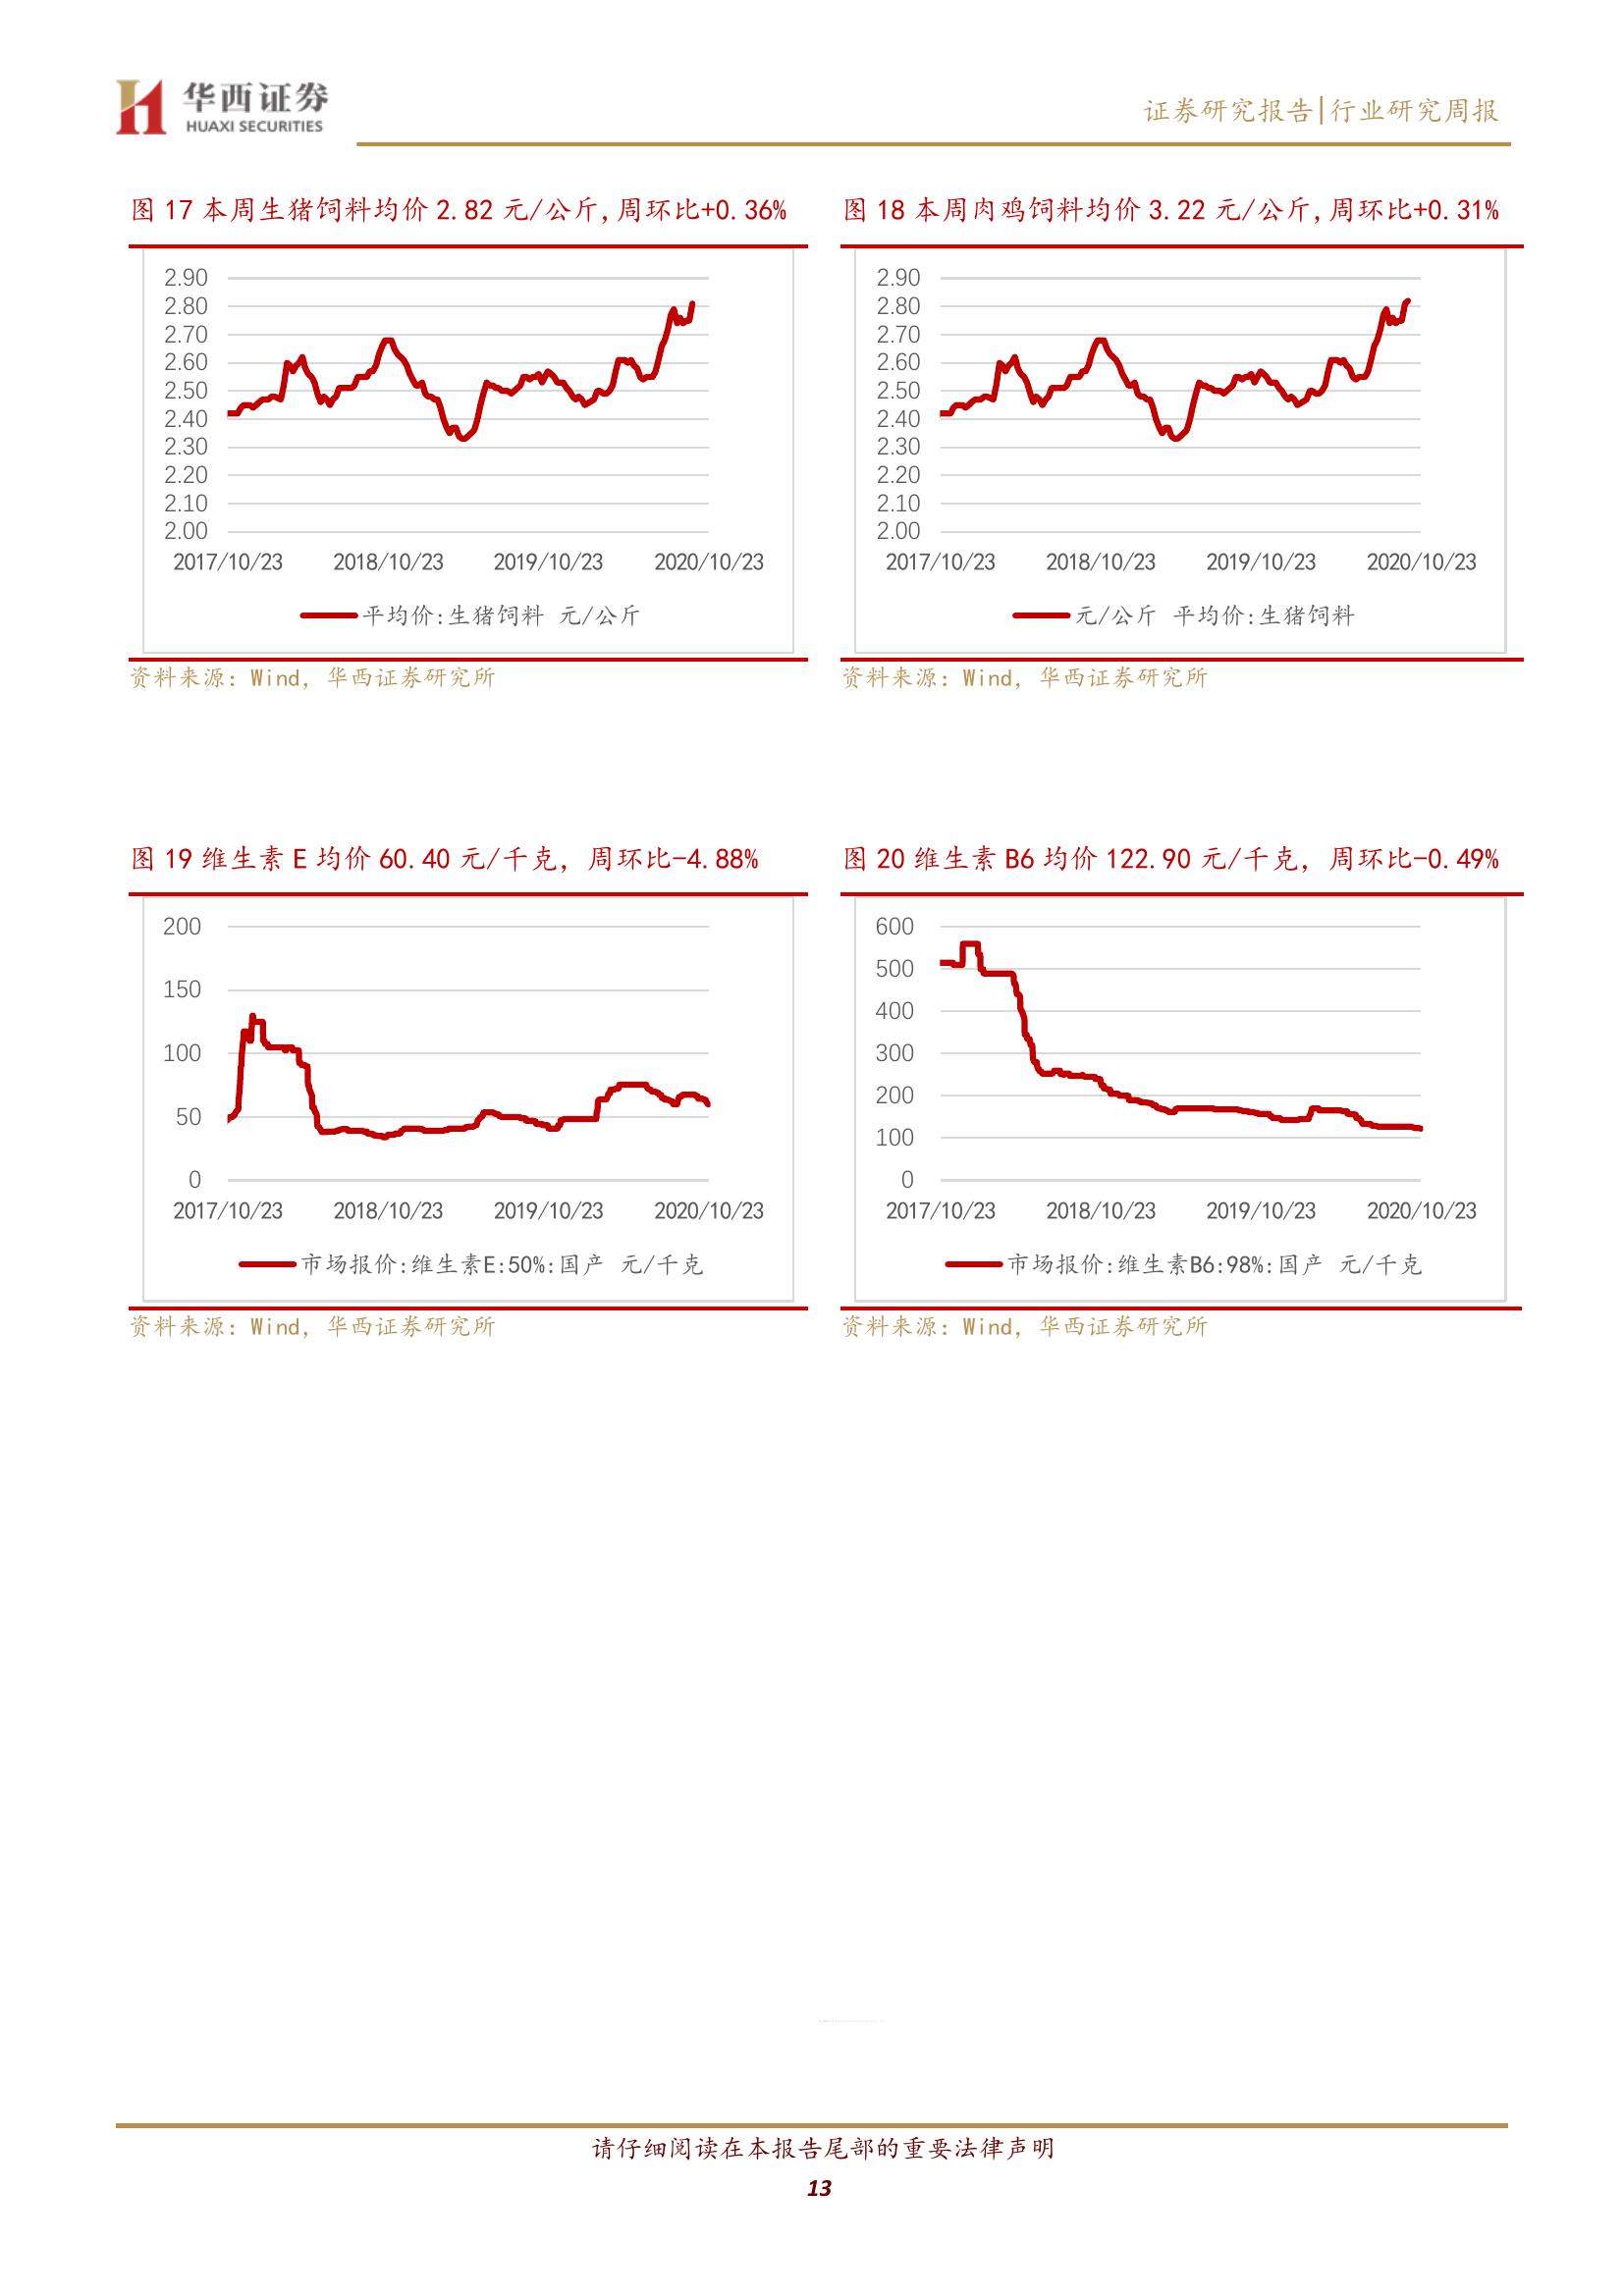 华西证券
HUAXI SECURITIES
证券研究报告|行业研究周报
图 17 本周生猪饲料均价 2.82 元/公斤,周环比+0.36%
2.90
2.80
2.70
2.60
2.50
2.40
2.30
2.20
2.10
2.00
2017/10/23 2018/10/23 2019/10/23 2020/10/23
平均价:生猪饲料 元/公斤
资料来源: Wind, 华西证券研究所
图 18 本周肉鸡饲料均价 3.22 元/公斤,周环比+0.31%
2.90
2.80
2.70
2.60
2.50
2.40
2.30
2.20
2.10
2.00
2017/10/23 2018/10/23 2019/10/23 2020/10/23
元/公斤 平均价:生猪饲料
资料来源: Wind, 华西证券研究所
图 19 维生素 E 均价 60.40 元/千克, 周环比-4.88%
200
150
100
50
0
2017/10/23 2018/10/23 2019/10/23 2020/10/23
市场报价:维生素E:50%:国产 元/千克
资料来源: Wind, 华西证券研究所
图 20 维生素 B6 均价 122.90 元/千克, 周环比-0.49%
600
500
400
300
200
100
0
2017/10/23 2018/10/23 2019/10/23 2020/10/23
市场报价:维生素B6:98%:国产 元/千克
资料来源: Wind, 华西证券研究所
请仔细阅读在本报告尾部的重要法律声明
13